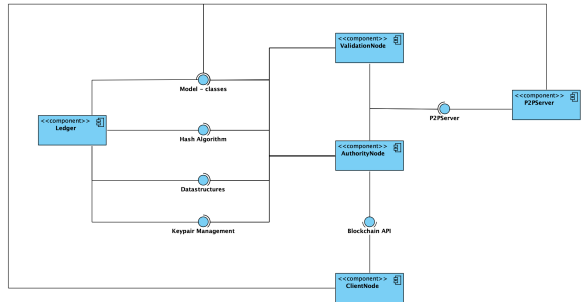 <<component>>
ValidationNode
Model - classes
<<component>>
P2PServer
P2PServer
<<component>>
Ledger
Hash Algorithm
<<component>>
AuthorityNode
Datastructures
Keypair Management
Blockchain API
<<component>>
ClientNode